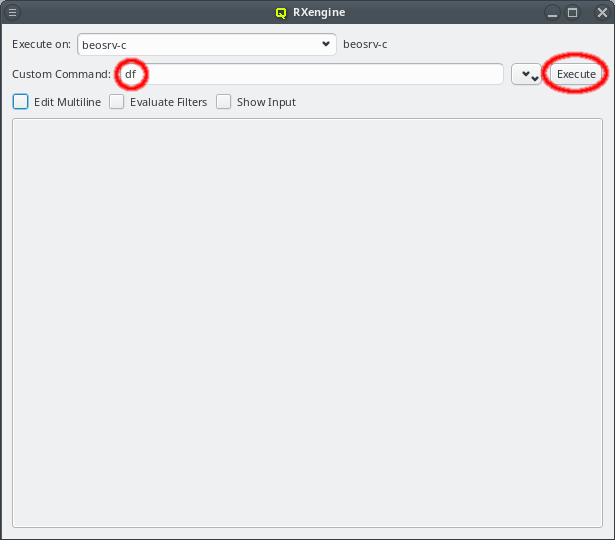 RXengine
Execute on: beosrv-c beosrv-c
Custom Command: df Execute
Edit Multiline Evaluate Filters Show Input